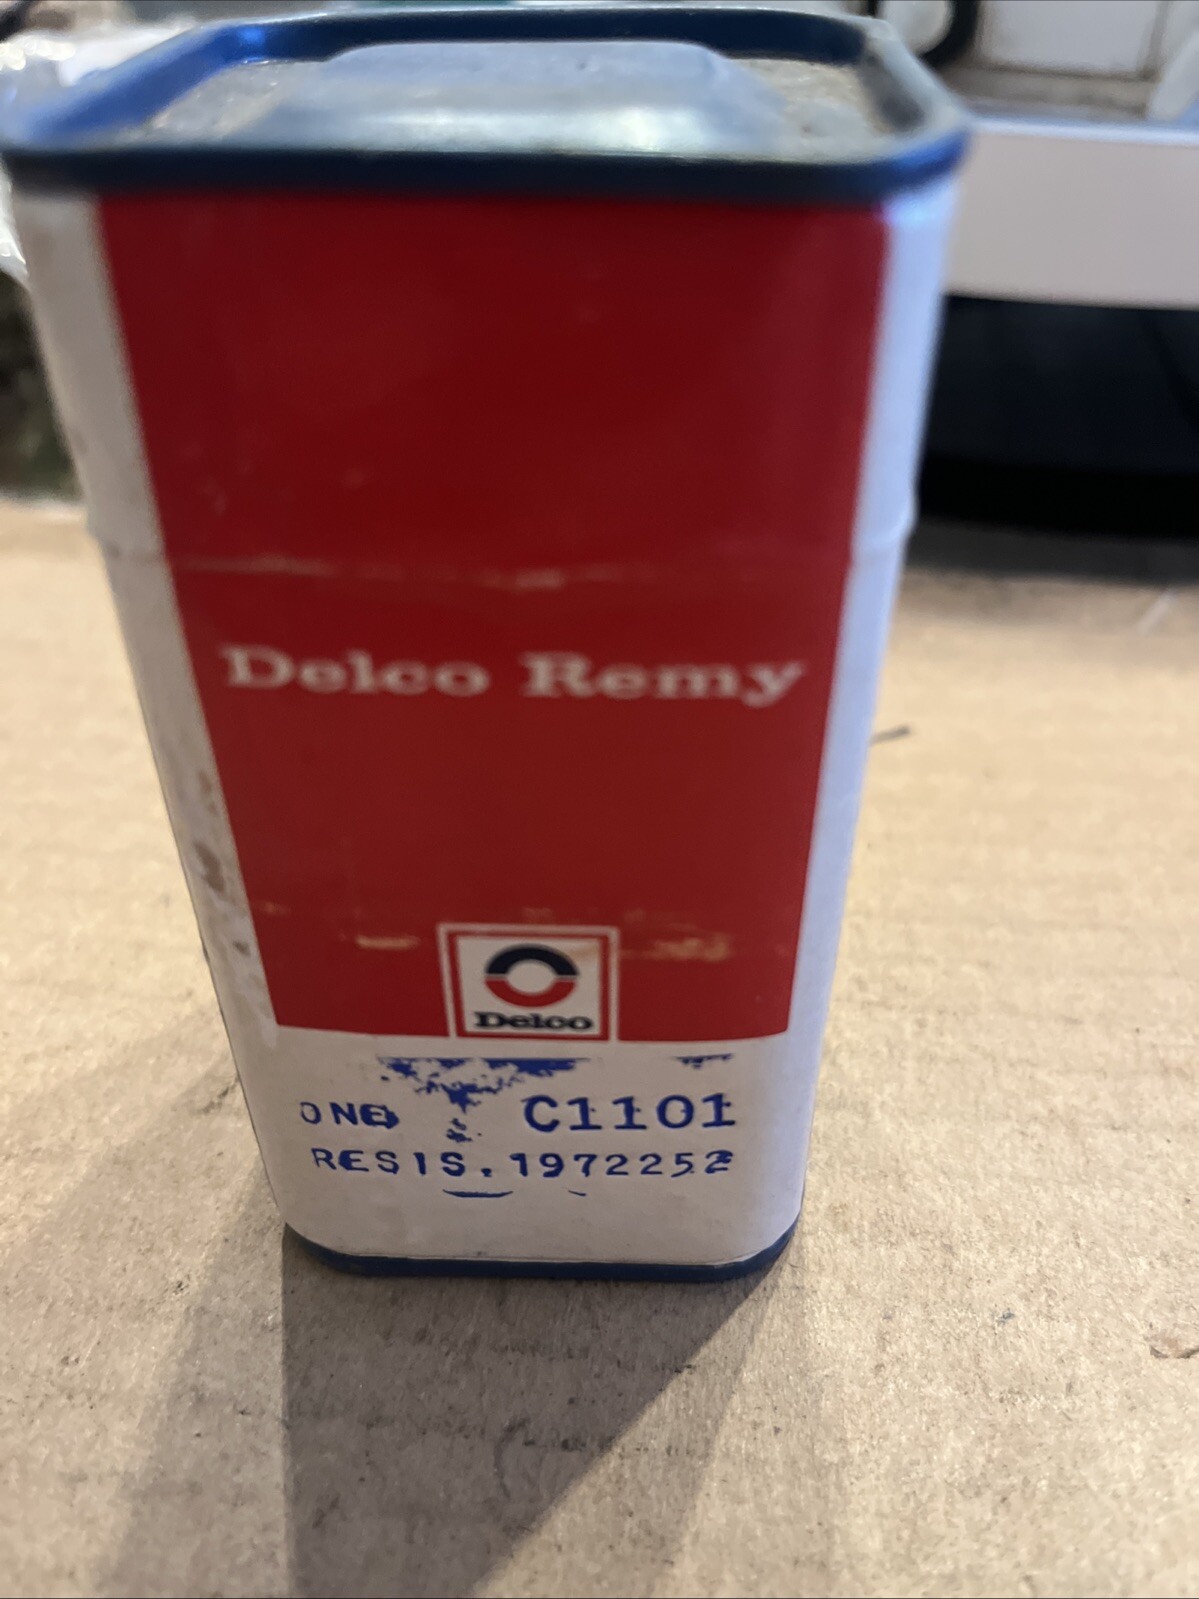 Delco Remy
Delco
ONE C1101
RESIS. 1972252